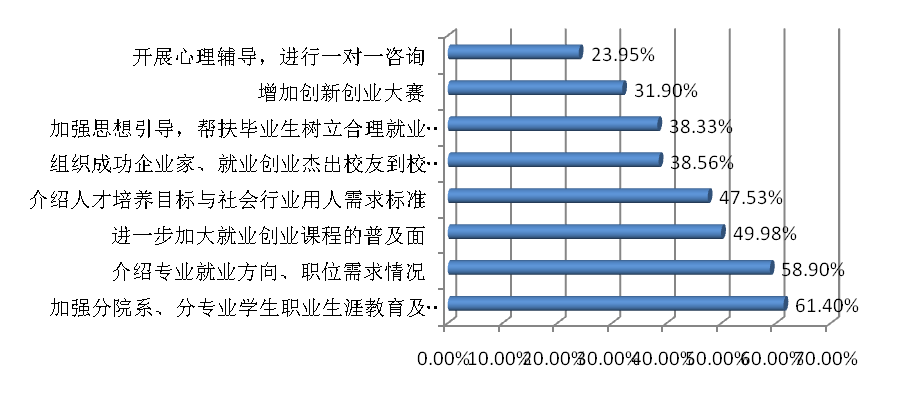 开展心理辅导，进行一对一咨询
23.95%
增加创新创业大赛
31.90%
加强思想引导，帮扶毕业生树立合理就业…
38.33%
组织成功企业家、就业创业杰出校友到校…
38.56%
介绍人才培养目标与社会行业用人需求标准
47.53%
进一步加大就业创业课程的普及面
49.98%
介绍专业就业方向、职位需求情况
58.90%
加强分院系、分专业学生职业生涯教育及…
61.40%
0.00% 10.00% 20.00% 30.00% 40.00% 50.00% 60.00% 70.00%